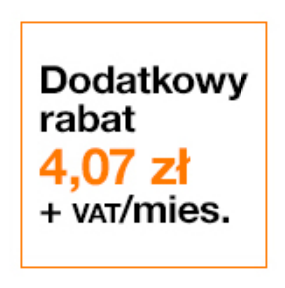 Dodatkowy
rabat
4,07 zł
+ VAT/mies.